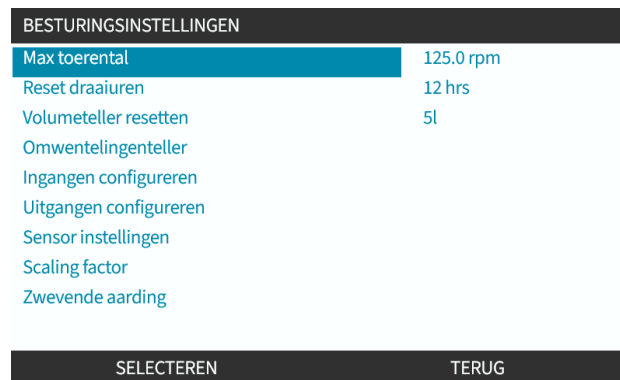 BESTURINGSINSTELLINGEN
Max toerental 125.0 rpm
Reset draaiuren 12 hrs
Volumeteller resetten 5l
Omwentelingenteller
Ingangen configureren
Uitgangen configureren
Sensor instellingen
Scaling factor
Zwevende aarding
SELECTEREN TERUG